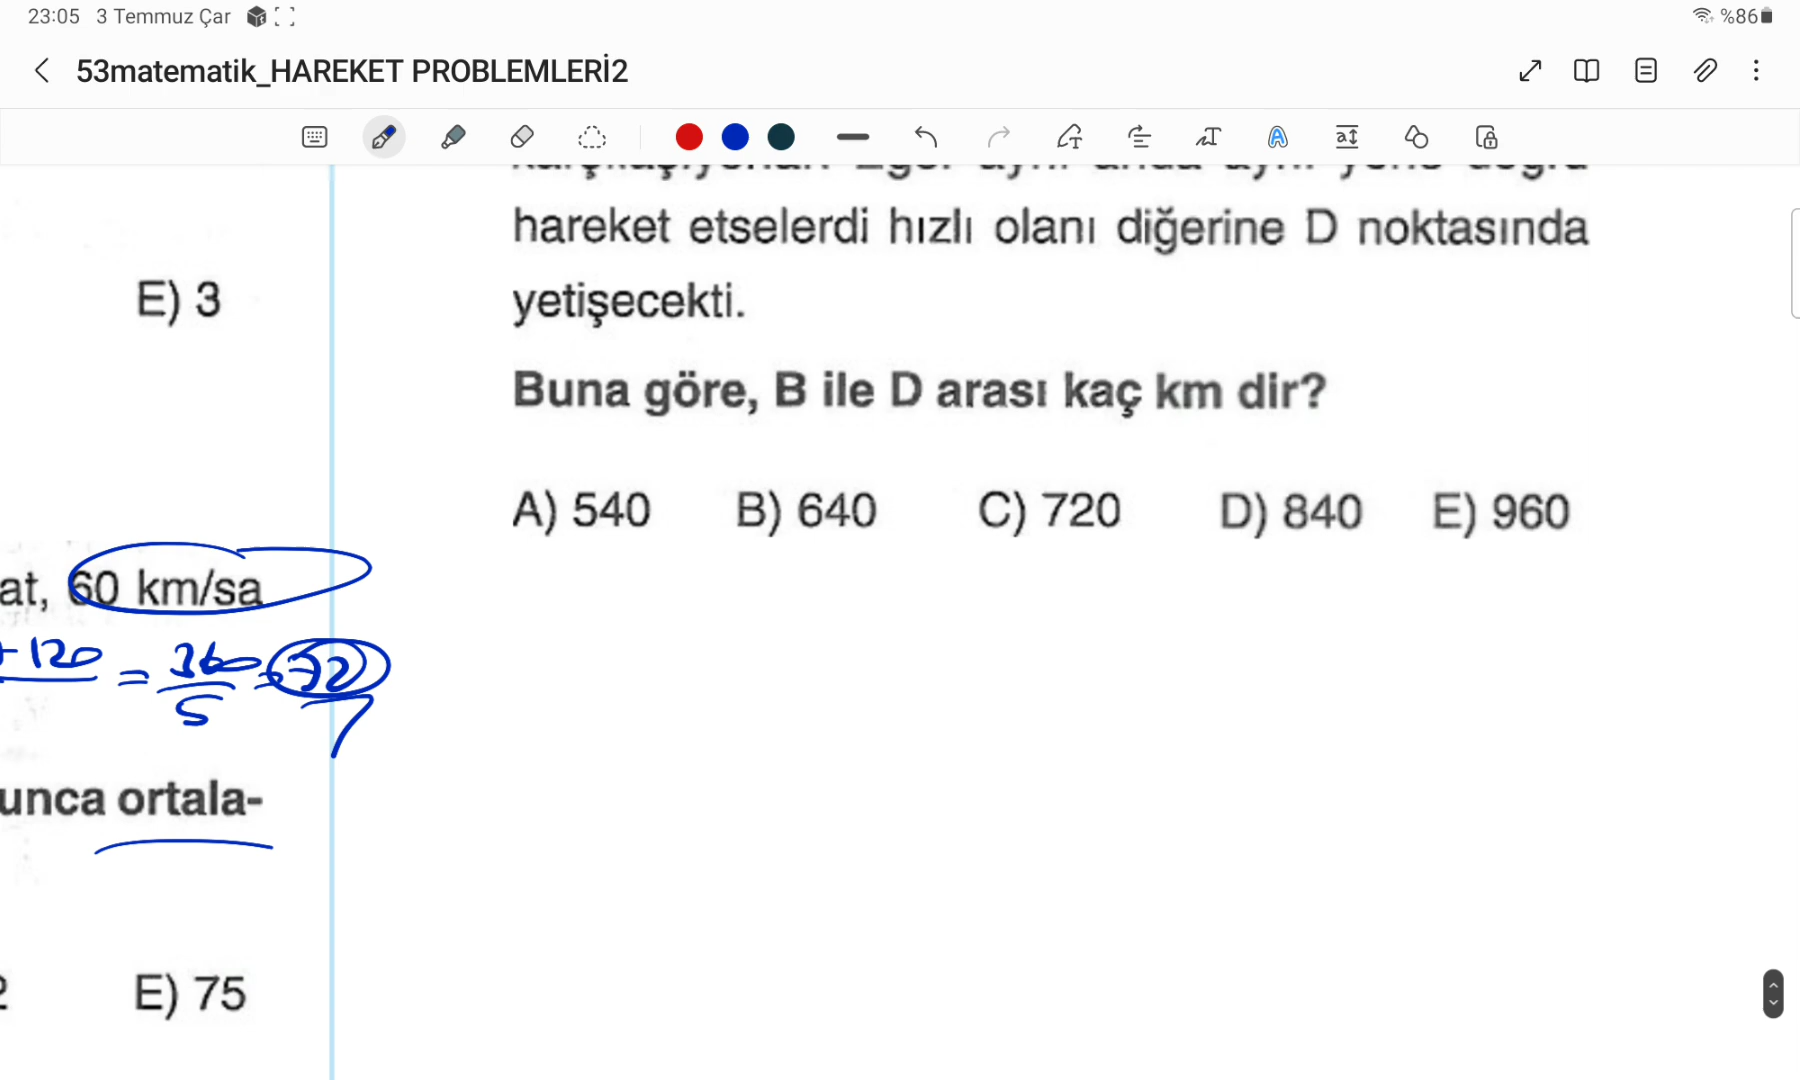 23:05 3 Temmuz Çar %86
53matematik_HAREKET PROBLEMLERİ2
hareket etselerdi hızlı olanı diğerine D noktasında
yetişecekti.
Buna göre, B ile D arası kaç km dir?
A) 540 B) 640 C) 720 D) 840 E) 960
E) 3
at, 60 km/sa
+ 120 = 360/5 = 72
unca ortala-
2 E) 75